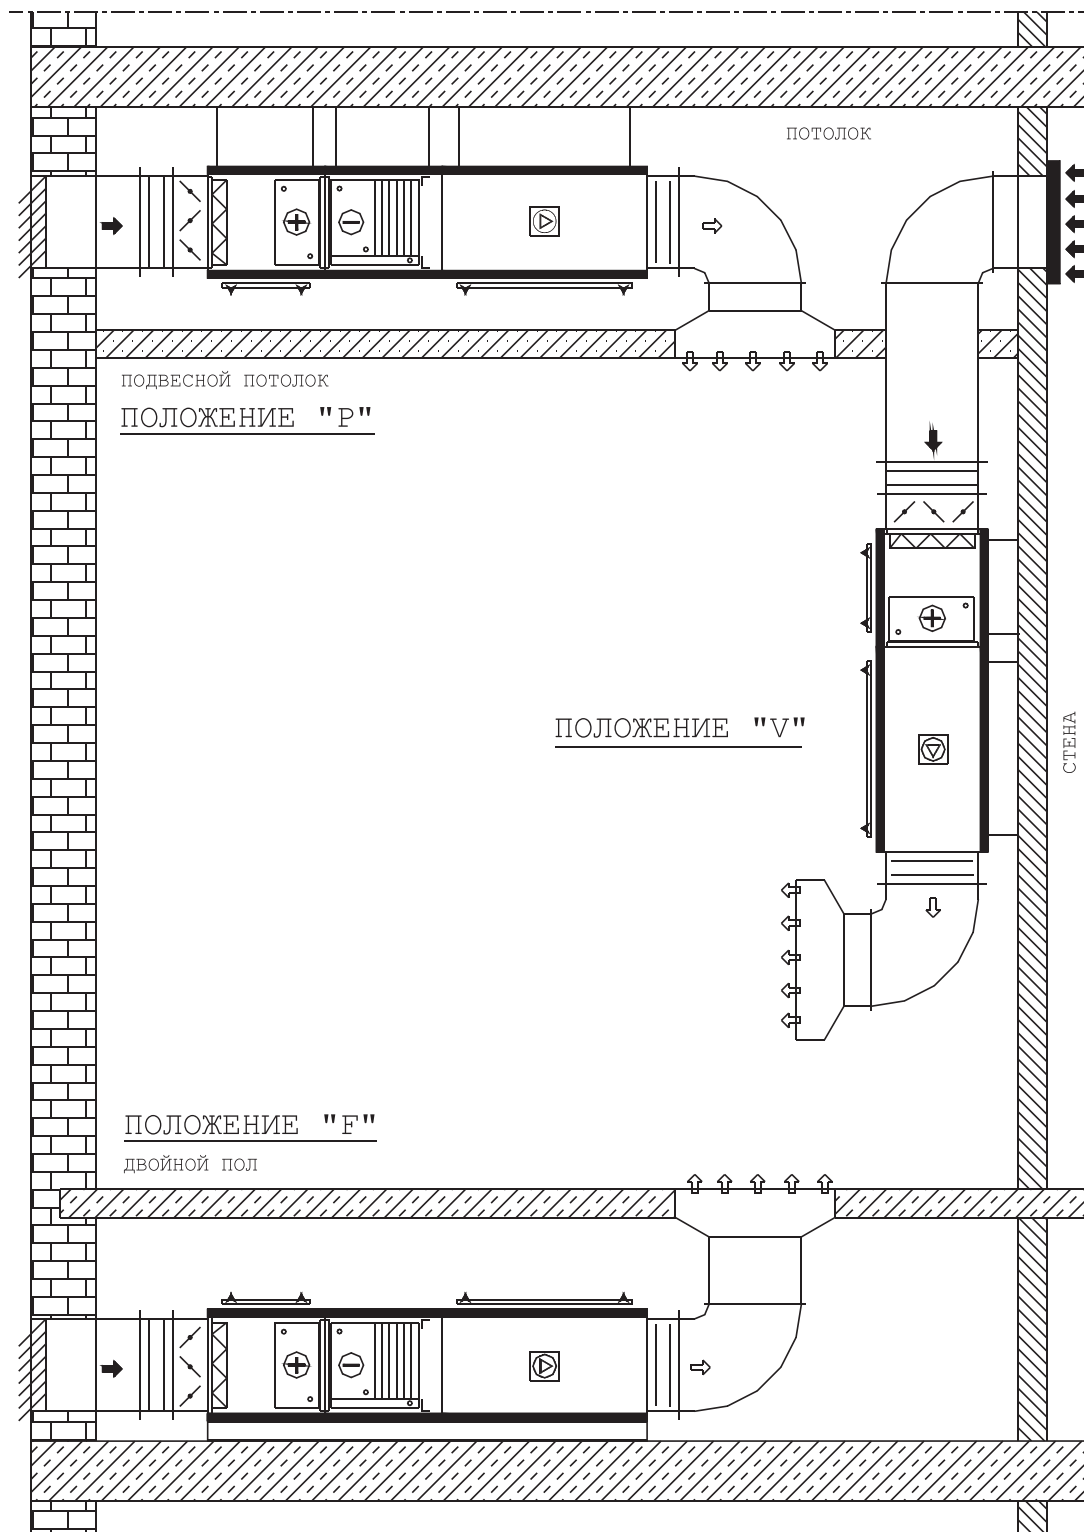 ПОТОЛОК
ПОДВЕСНОЙ ПОТОЛОК
ПОЛОЖЕНИЕ "P"
ПОЛОЖЕНИЕ "V"
СТЕНА
ПОЛОЖЕНИЕ "F"
ДВОЙНОЙ ПОЛ